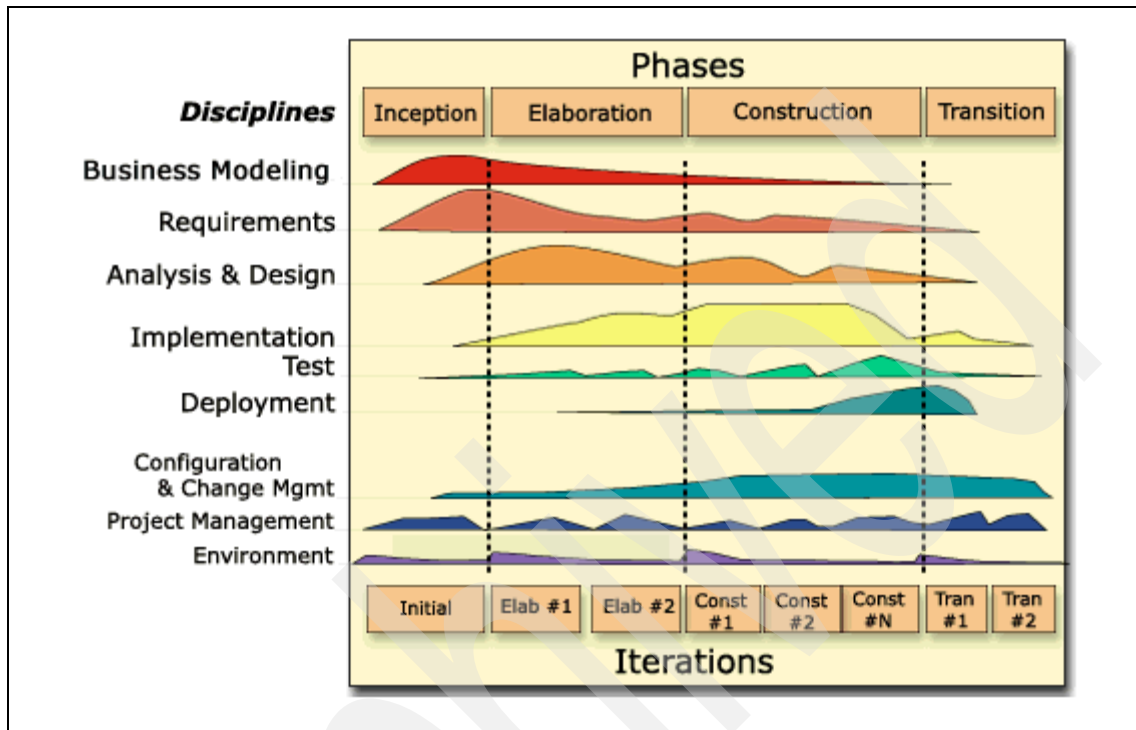 Phases
Disciplines
Inception
Elaboration
Construction
Transition
Business Modeling
Requirements
Analysis & Design
Implementation
Test
Deployment
Configuration
& Change Mgmt
Project Management
Environment
Initial
Elab #1
Elab #2
Const
#1
Const
#2
Const
#N
Tran
#1
Tran
#2
Iterations